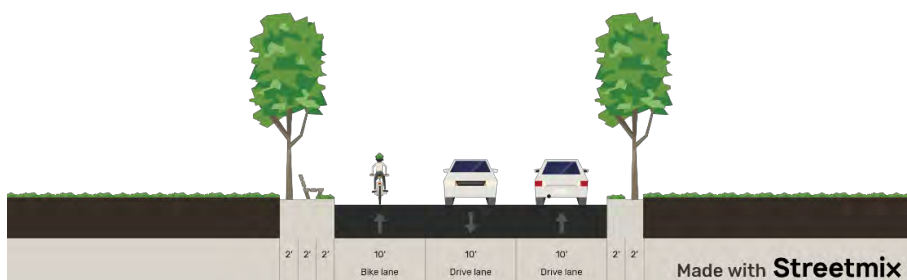 2' 2' 2' 10' 10' 10' 2' 2'
Bike lane Drive lane Drive lane
Made with Streetmix